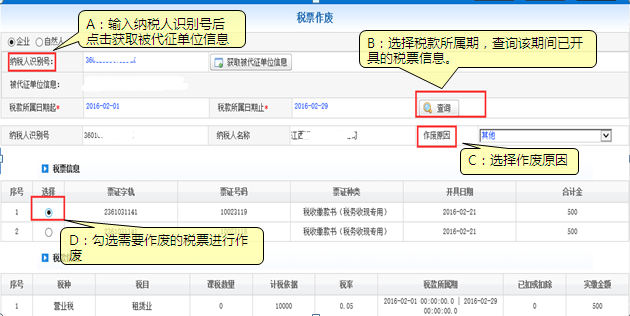 税票作废
A：输入纳税人识别号后
点击获取被代征单位信息
企业 自然人
B：选择税款所属期，查询该期间已开
具的税票信息。
纳税人识别号: 获取被代征单位信息
被代征单位信息:
税款所属日期起* 2016-02-01 税款所属日期止* 2016-02-29 查询
纳税人识别号 3601 纳税人名称 作废原因 其他
C：选择作废原因
税票信息
序号 选择 票证字轨 票证号码 票证种类 开具日期 合计金
1 2361031141 10023119 税收缴款书（税务收现专用） 2016-02-21 500
2 税收缴款书（税务收现专用） 2016-02-21 500
D：勾选需要作废的税票进行作
废
序号 税种 税目 课税数量 计税依据 税率 税款所属期 已扣或扣除 实缴金额
1 营业税 租赁业 0 10000 0.05 2016-02-01 00:00:00.0 | 2016-02-29
00:00:00.0 0 500